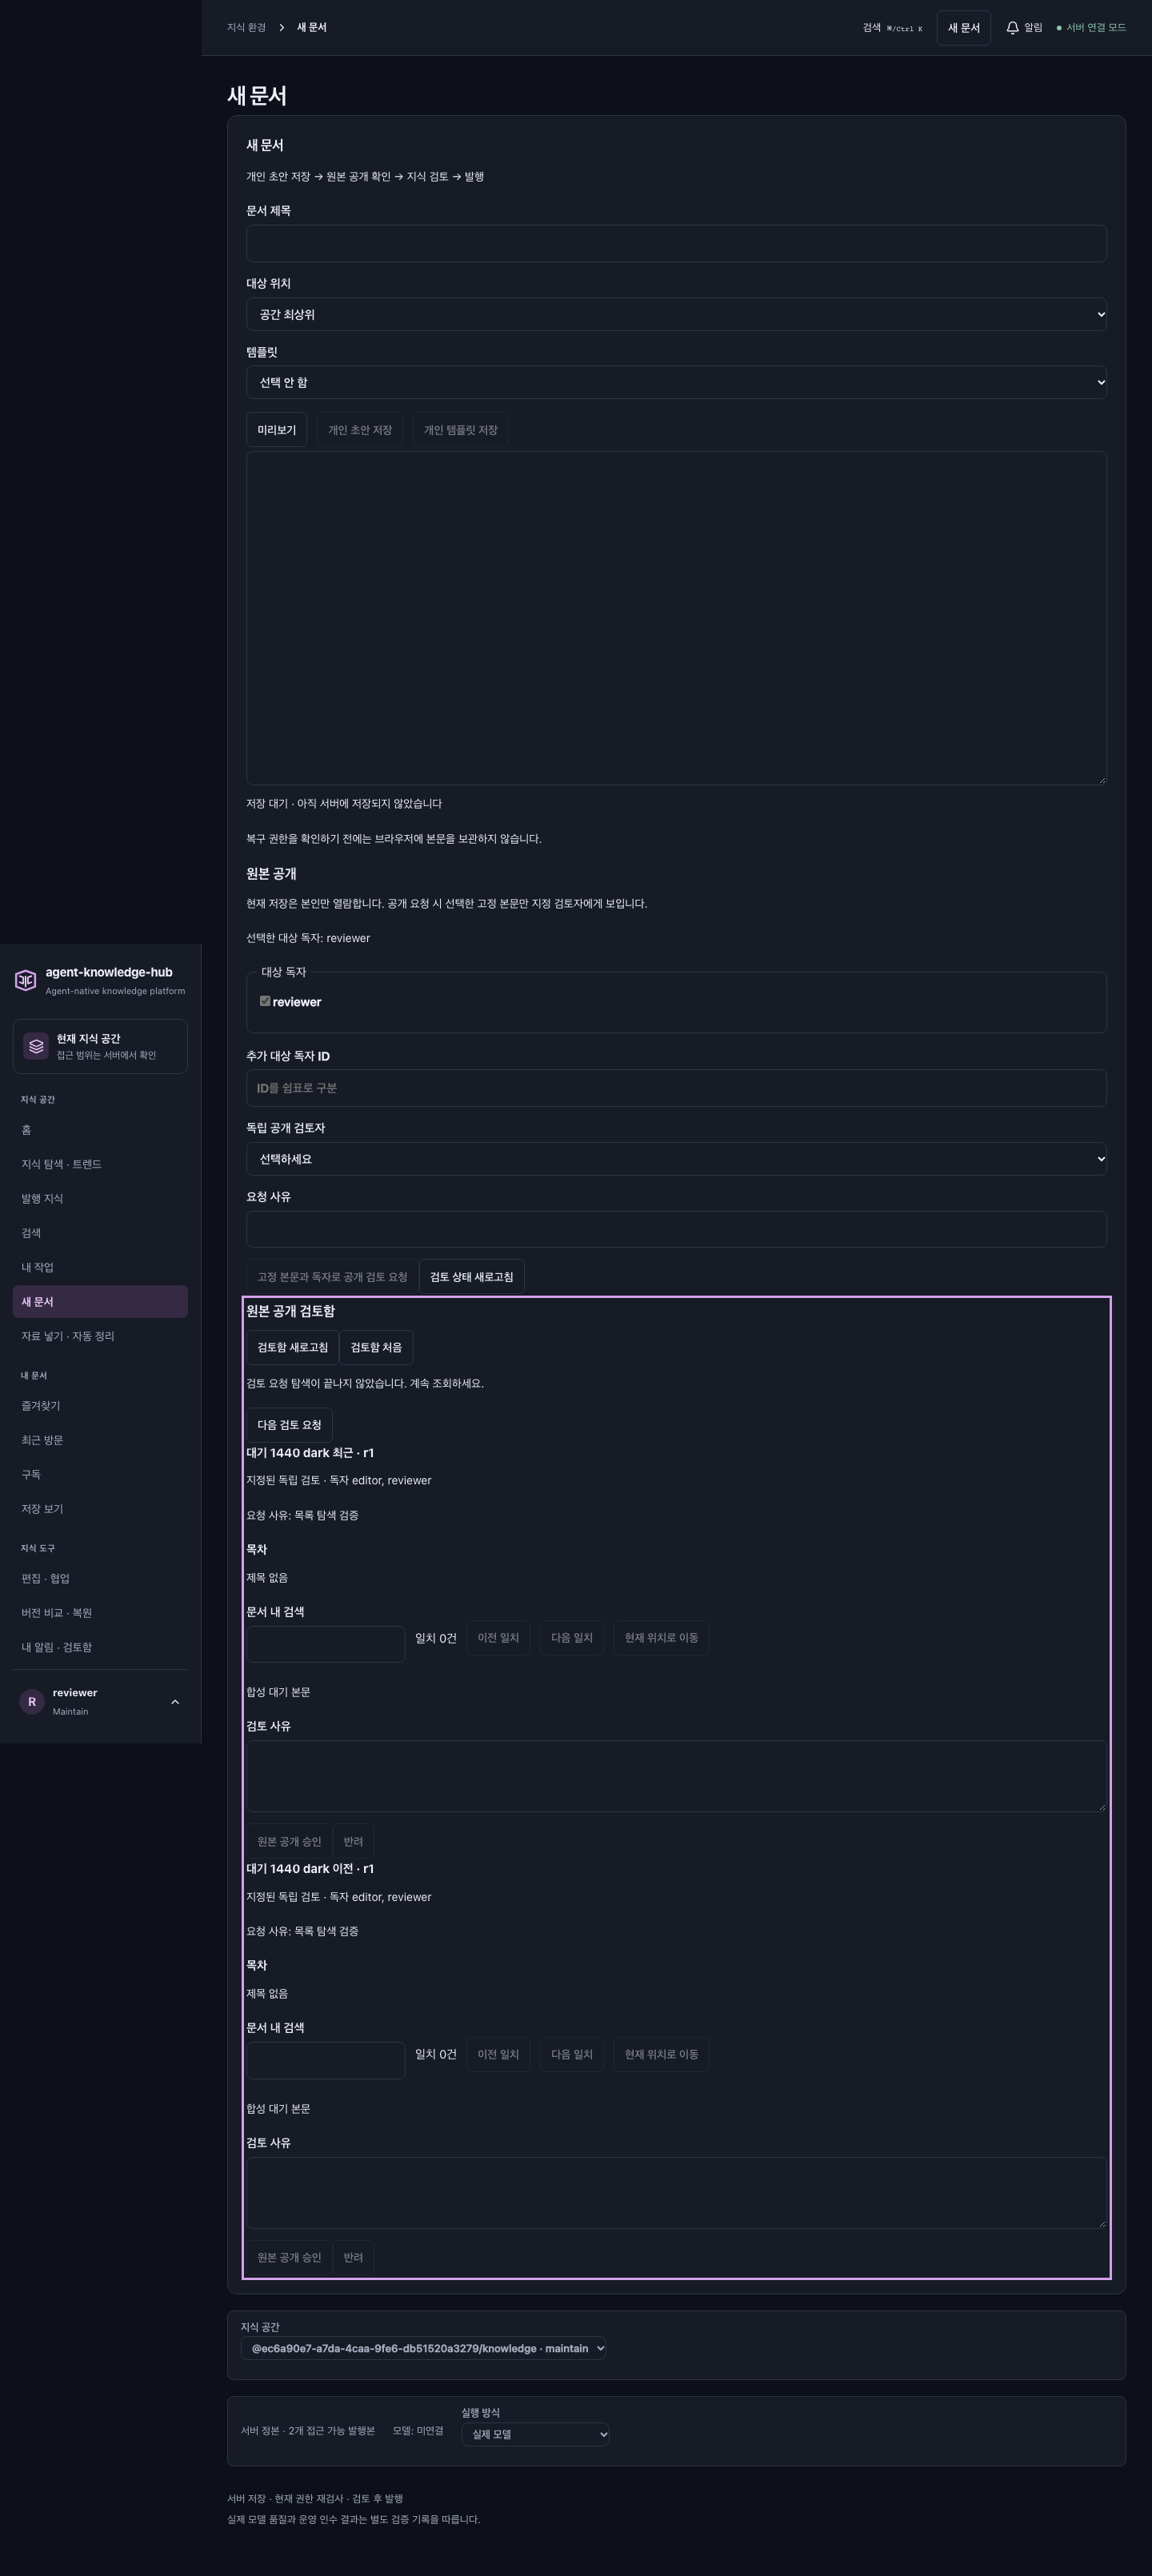 지식 환경 > 새 문서
검색 ⌘/Ctrl K 새 문서 알림 서버 연결 모드
새 문서
새 문서
개인 초안 저장 → 원본 공개 확인 → 지식 검토 → 발행
문서 제목
대상 위치
공간 최상위
템플릿
선택 안 함
미리보기 개인 초안 저장 개인 템플릿 저장
저장 대기 · 아직 서버에 저장되지 않았습니다
복구 권한을 확인하기 전에는 브라우저에 본문을 보관하지 않습니다.
원본 공개
현재 저장은 본인만 열람합니다. 공개 요청 시 선택한 고정 본문만 지정 검토자에게 보입니다.
선택한 대상 독자: reviewer
대상 독자
reviewer
추가 대상 독자 ID
ID를 쉼표로 구분
독립 공개 검토자
선택하세요
요청 사유
고정 본문과 독자로 공개 검토 요청 검토 상태 새로고침
원본 공개 검토함
검토함 새로고침 검토함 처음
검토 요청 탐색이 끝나지 않았습니다. 계속 조회하세요.
다음 검토 요청
대기 1440 dark 최근 · r1
지정된 독립 검토 · 독자 editor, reviewer
요청 사유: 목록 탐색 검증
목차
제목 없음
문서 내 검색
일치 0건 이전 일치 다음 일치 현재 위치로 이동
합성 대기 본문
검토 사유
원본 공개 승인 반려
대기 1440 dark 이전 · r1
지정된 독립 검토 · 독자 editor, reviewer
요청 사유: 목록 탐색 검증
목차
제목 없음
문서 내 검색
일치 0건 이전 일치 다음 일치 현재 위치로 이동
합성 대기 본문
검토 사유
원본 공개 승인 반려
지식 공간
@ec6a90e7-a7da-4caa-9fe6-db51520a3279/knowledge · maintain
서버 정본 · 2개 접근 가능 발행본 모델: 미연결
실행 방식
실제 모델
서버 저장 · 현재 권한 재검사 · 검토 후 발행
실제 모델 품질과 운영 인수 결과는 별도 검증 기록을 따릅니다.
agent-knowledge-hub
Agent-native knowledge platform
현재 지식 공간
접근 범위는 서버에서 확인
지식 공간
홈
지식 탐색 · 트렌드
발행 지식
검색
내 작업
새 문서
자료 넣기 · 자동 정리
내 문서
즐겨찾기
최근 방문
구독
저장 보기
지식 도구
편집 · 협업
버전 비교 · 복원
내 알림 · 검토함
R
reviewer
Maintain